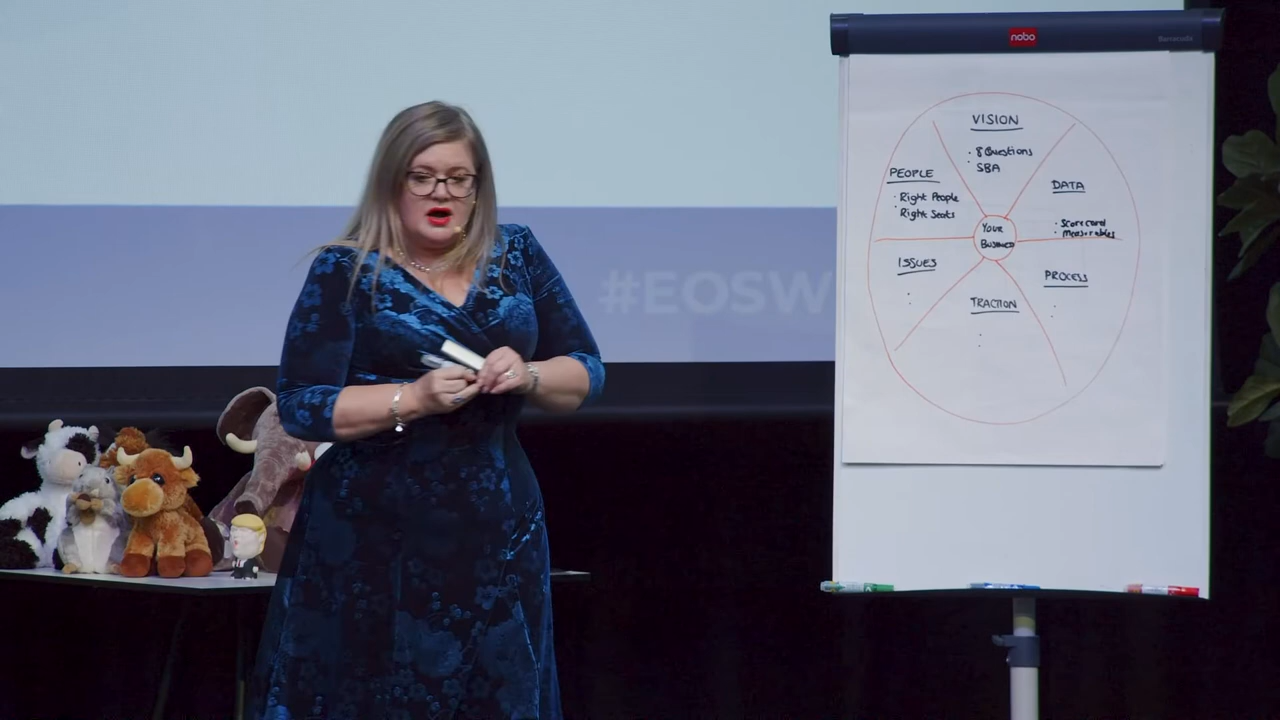 nobo
Barracuda
#EOSW
VISION
· 8 Questions
· SBA
PEOPLE
· Right People
· Right Seats
DATA
· Scorecard
· Measurables
YOUR
BUSINESS
ISSUES
PROCESS
TRACTION